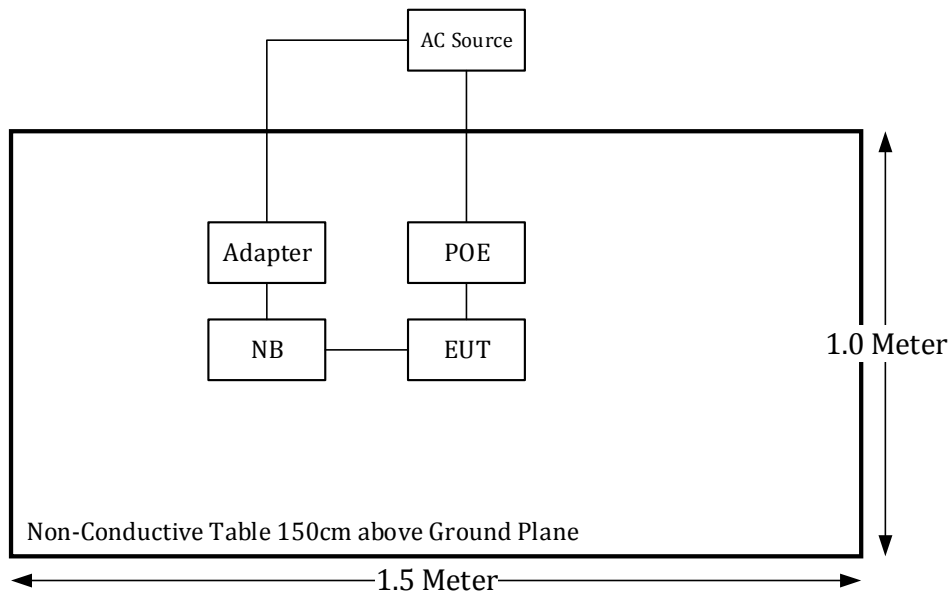 AC Source
Adapter
POE
NB
EUT
1.0 Meter
Non-Conductive Table 150cm above Ground Plane
1.5 Meter